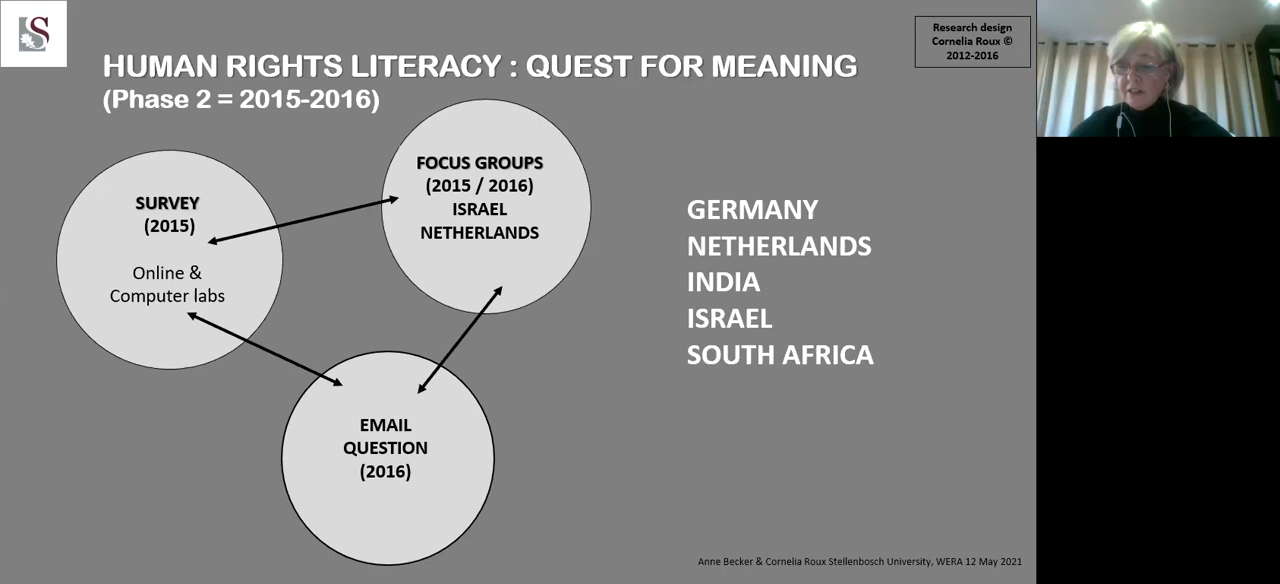 S
Research design
Cornelia Roux ©
2012-2016
HUMAN RIGHTS LITERACY : QUEST FOR MEANING
(Phase 2 = 2015-2016)
FOCUS GROUPS
(2015 / 2016)
ISRAEL
NETHERLANDS
SURVEY
(2015)
Online &
Computer labs
EMAIL
QUESTION
(2016)
GERMANY
NETHERLANDS
INDIA
ISRAEL
SOUTH AFRICA
Anne Becker & Cornelia Roux Stellenbosch University, WERA 12 May 2021